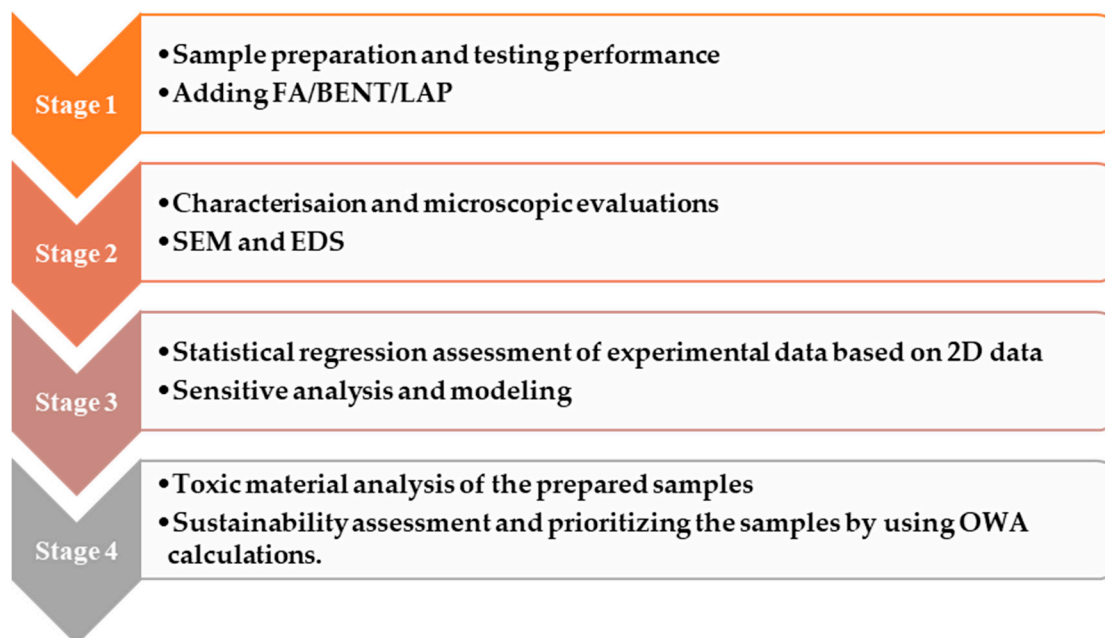 Stage 1
•Sample preparation and testing performance
•Adding FA/BENT/LAP
Stage 2
•Characterisaion and microscopic evaluations
•SEM and EDS
Stage 3
•Statistical regression assessment of experimental data based on 2D data
•Sensitive analysis and modeling
Stage 4
•Toxic material analysis of the prepared samples
•Sustainability assessment and prioritizing the samples by using OWA
calculations.